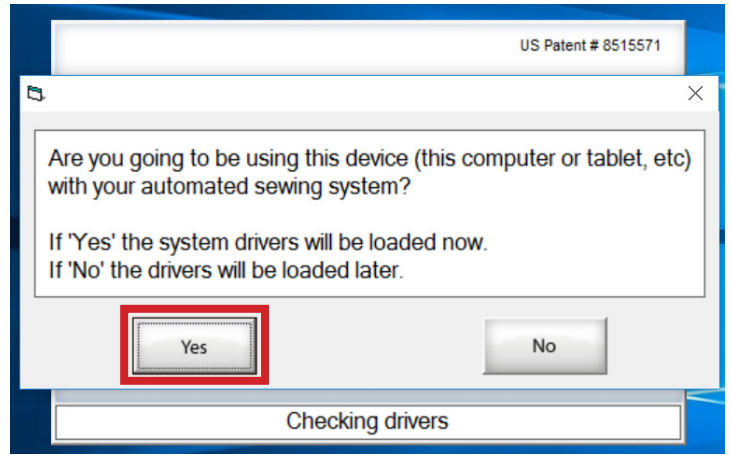 US Patent # 8515571
Are you going to be using this device (this computer or tablet, etc)
with your automated sewing system?
If 'Yes' the system drivers will be loaded now.
If 'No' the drivers will be loaded later.
Yes
No
Checking drivers